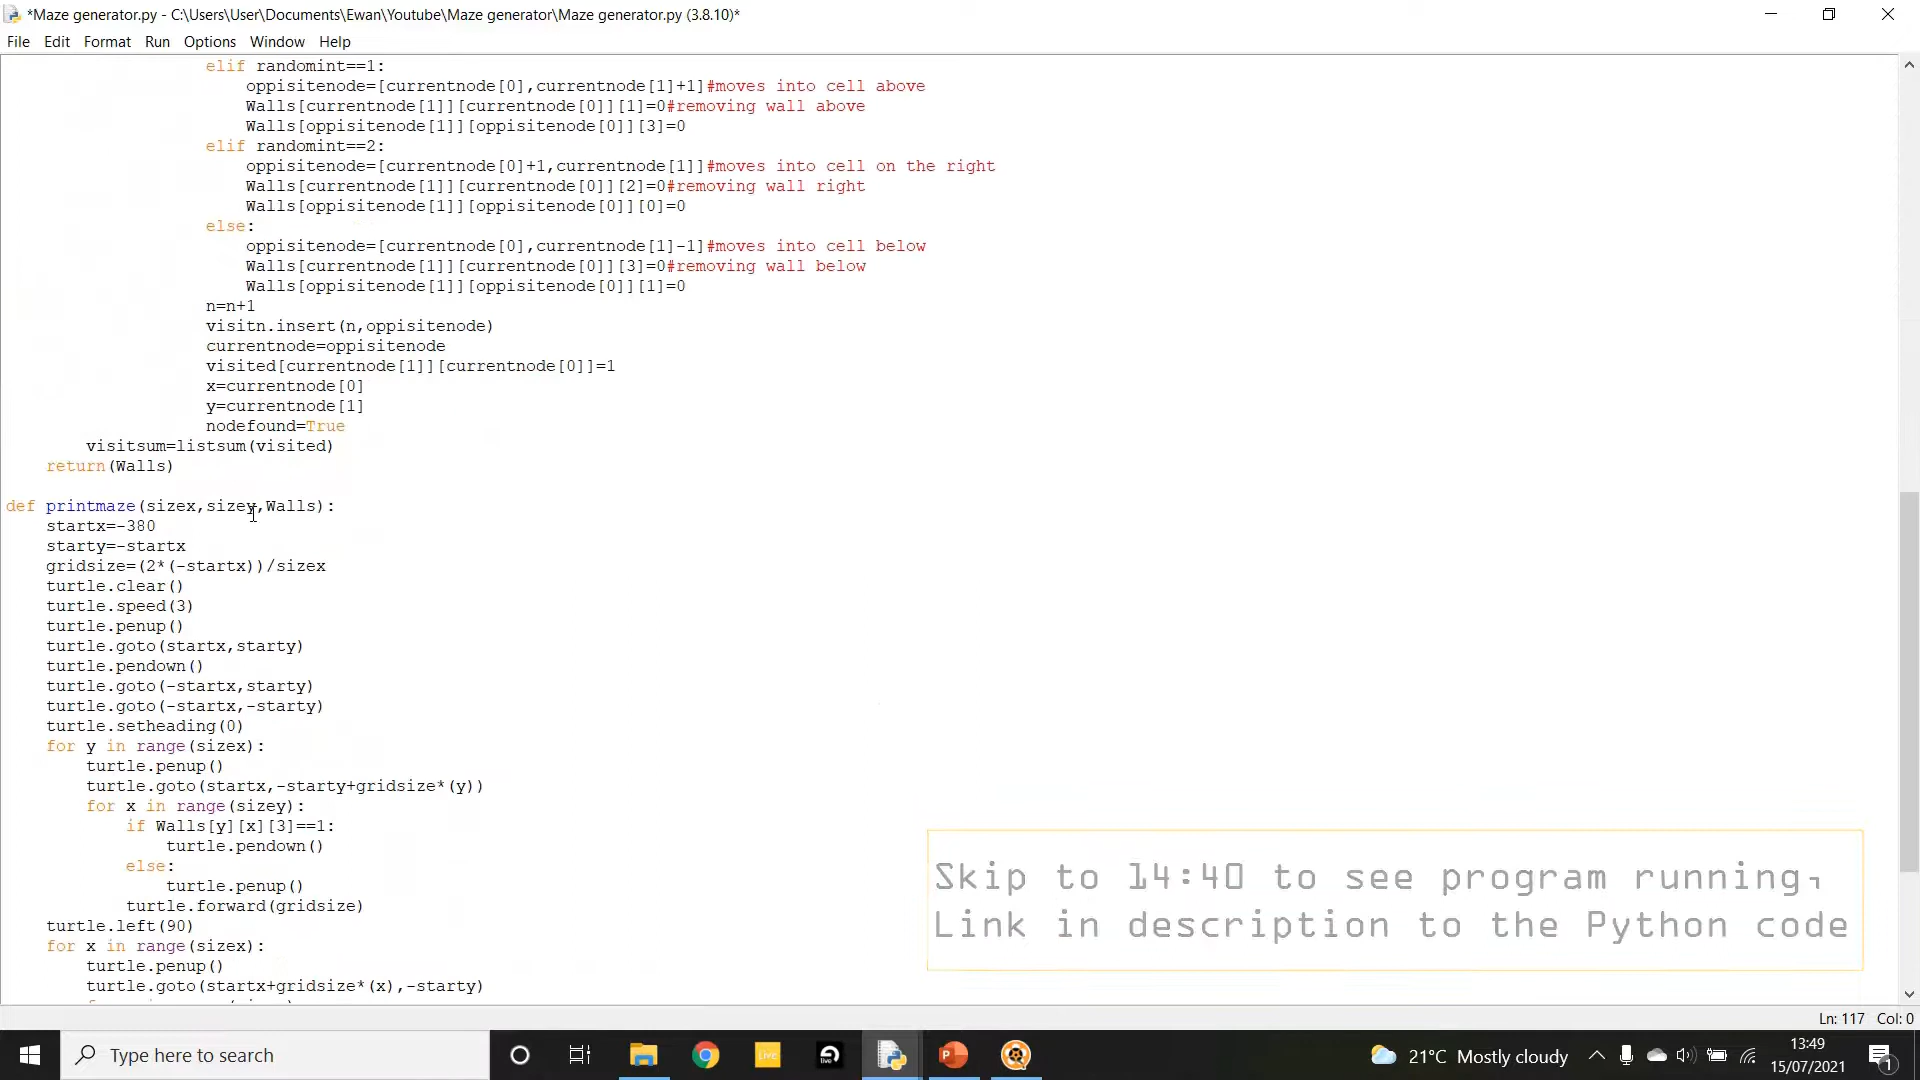 *Maze generator.py - C:\Users\User\Documents\Ewan\Youtube\Maze generator\Maze generator.py (3.8.10)*
File Edit Format Run Options Window Help
elif randomint==1:
oppisitenode=[currentnode[0],currentnode[1]+1]#moves into cell above
Walls[currentnode[1]][currentnode[0]][1]=0#removing wall above
Walls[oppisitenode[1]][oppisitenode[0]][3]=0
elif randomint==2:
oppisitenode=[currentnode[0]+1,currentnode[1]]#moves into cell on the right
Walls[currentnode[1]][currentnode[0]][2]=0#removing wall right
Walls[oppisitenode[1]][oppisitenode[0]][0]=0
else:
oppisitenode=[currentnode[0],currentnode[1]-1]#moves into cell below
Walls[currentnode[1]][currentnode[0]][3]=0#removing wall below
Walls[oppisitenode[1]][oppisitenode[0]][1]=0
n=n+1
visitn.insert(n,oppisitenode)
currentnode=oppisitenode
visited[currentnode[1]][currentnode[0]]=1
x=currentnode[0]
y=currentnode[1]
nodefound=True
visitsum=listsum(visited)
return(Walls)
def printmaze(sizex,sizey,Walls):
startx=-380
starty=-startx
gridsize=(2*(-startx))/sizex
turtle.clear()
turtle.speed(3)
turtle.penup()
turtle.goto(startx,starty)
turtle.pendown()
turtle.goto(-startx,starty)
turtle.goto(-startx,-starty)
turtle.setheading(0)
for y in range(sizex):
turtle.penup()
turtle.goto(startx,-starty+gridsize*(y))
for x in range(sizey):
if Walls[y][x][3]==1:
turtle.pendown()
else:
turtle.penup()
turtle.forward(gridsize)
turtle.left(90)
for x in range(sizex):
turtle.penup()
turtle.goto(startx+gridsize*(x),-starty)
Skip to 14:40 to see program running,
Link in description to the Python code
Ln: 117 Col: 0
Type here to search
live
live
21°C Mostly cloudy
13:49
15/07/2021
1